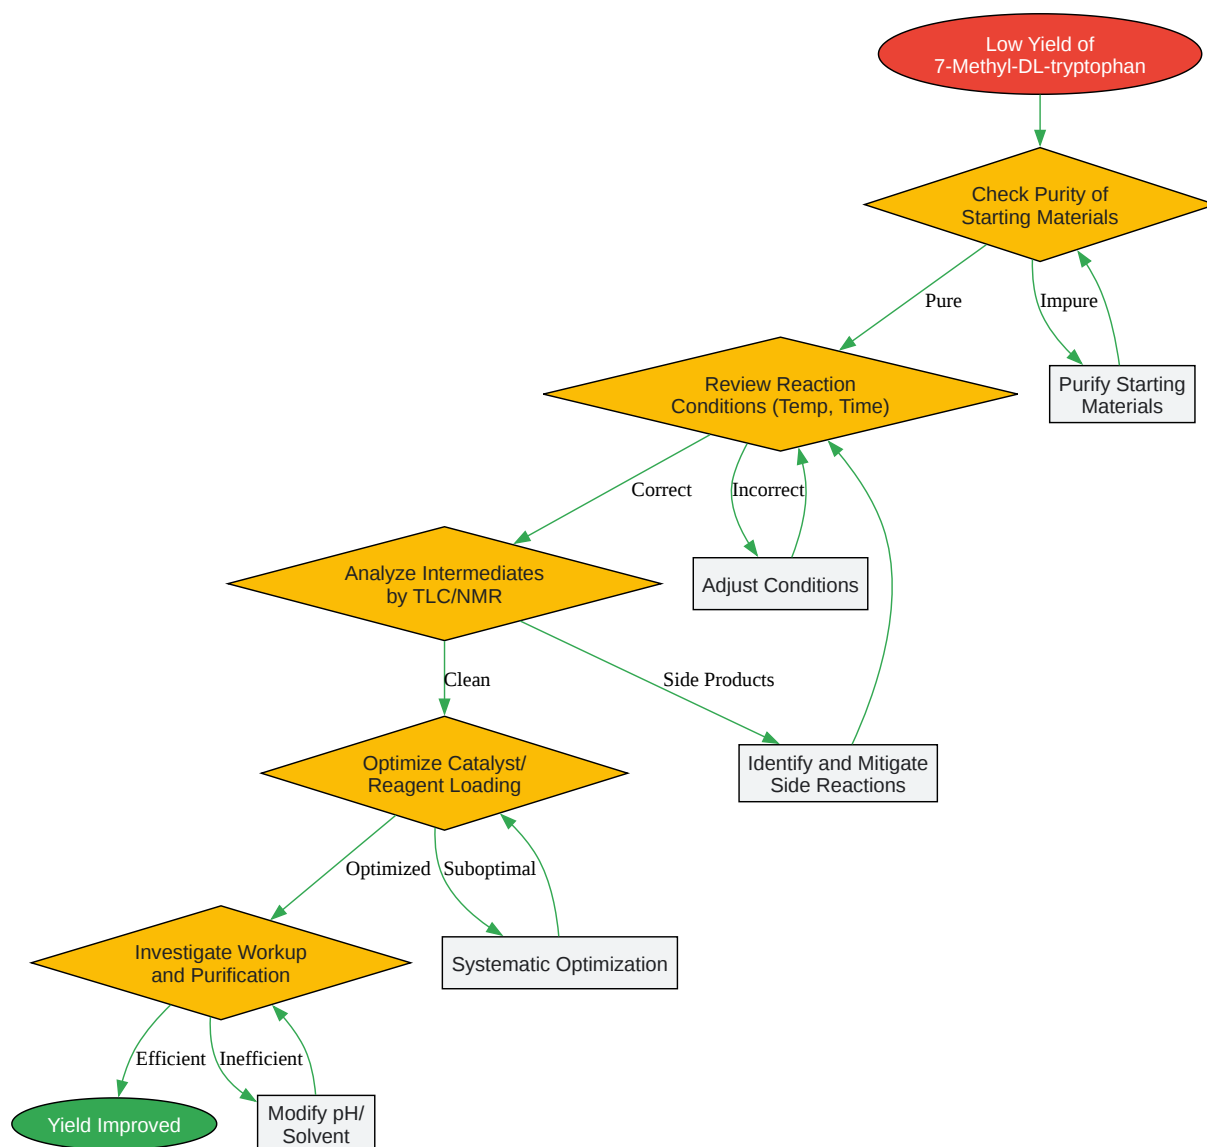 Low Yield of
7-Methyl-DL-tryptophan
Check Purity of
Starting Materials
Pure
Impure
Purify Starting
Materials
Review Reaction
Conditions (Temp, Time)
Correct
Incorrect
Adjust Conditions
Analyze Intermediates
by TLC/NMR
Clean
Side Products
Identify and Mitigate
Side Reactions
Optimize Catalyst/
Reagent Loading
Optimized
Suboptimal
Systematic Optimization
Investigate Workup
and Purification
Efficient
Inefficient
Yield Improved
Modify pH/
Solvent